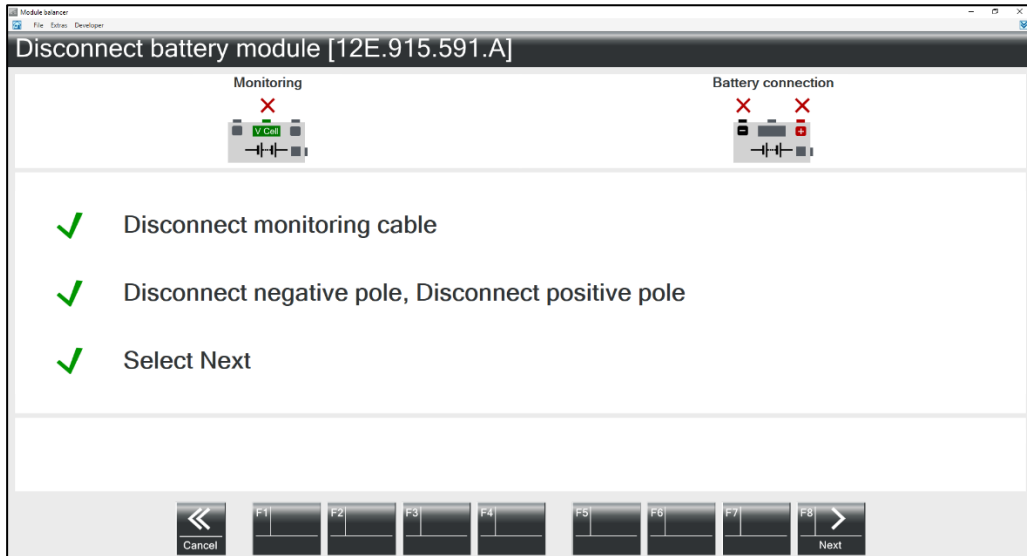 Module balancer
File Extras Developer
Disconnect battery module [12E.915.591.A]
Monitoring
Battery connection
V Cell
Disconnect monitoring cable
Disconnect negative pole, Disconnect positive pole
Select Next
F1 F2 F3 F4 F5 F6 F7 F8
Cancel Next